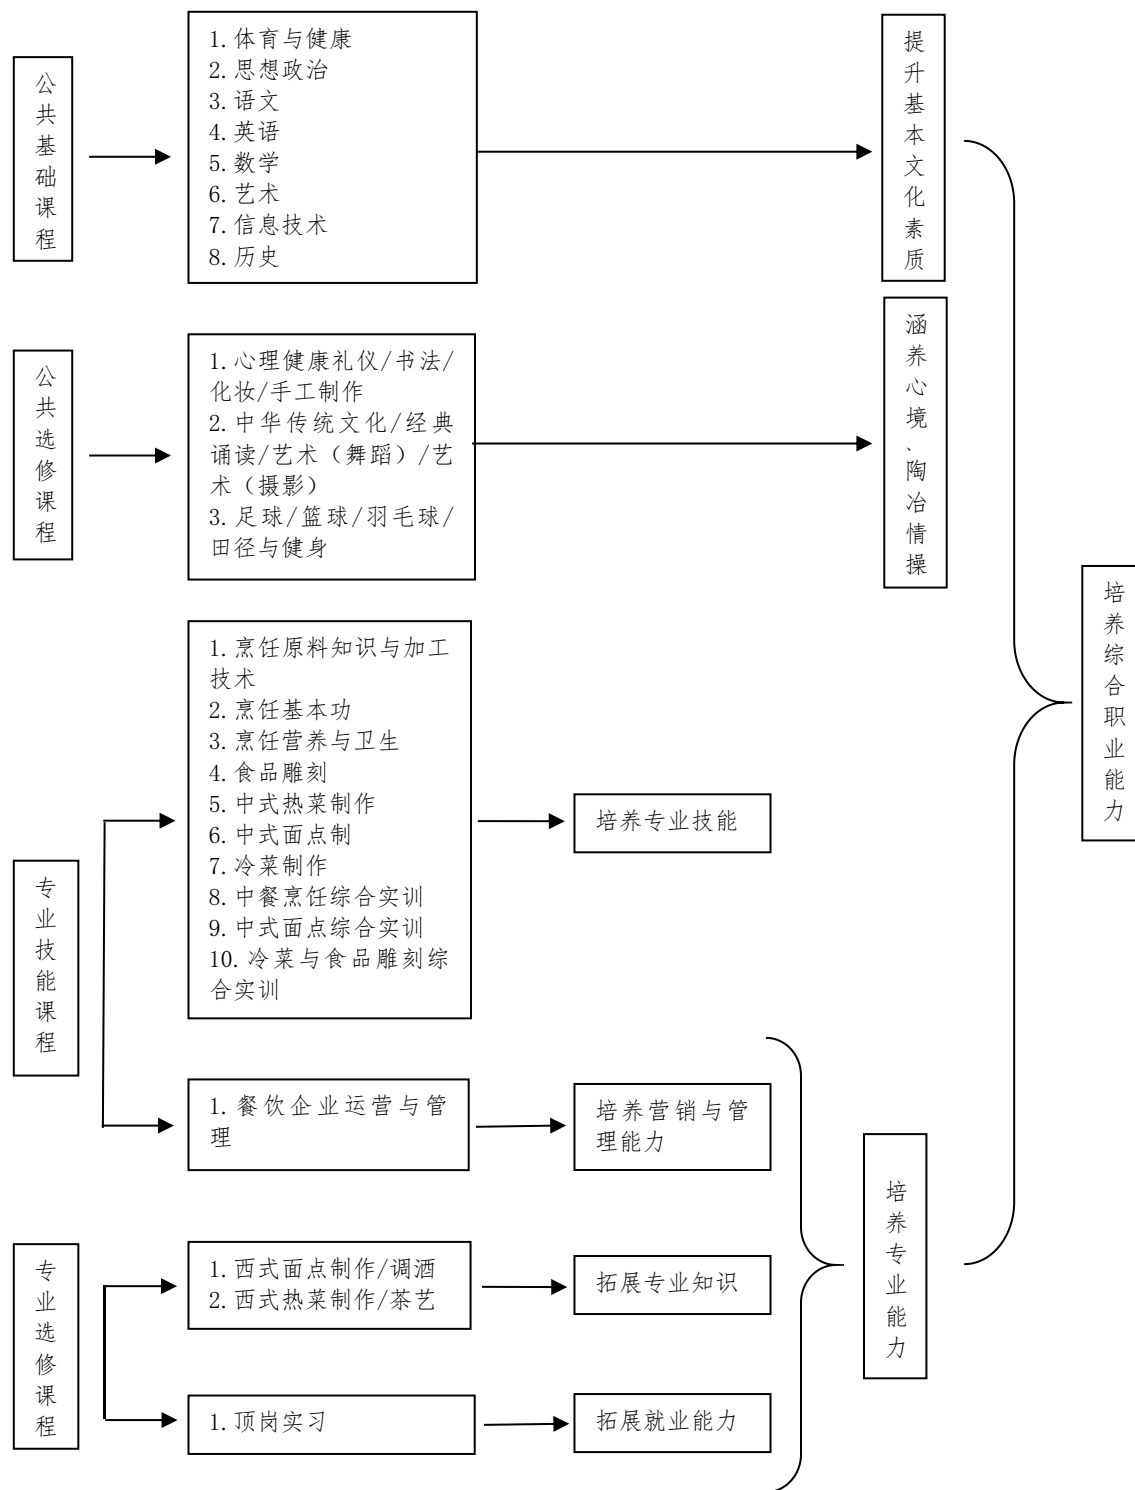 公共基础课程
1.体育与健康
2.思想政治
3.语文
4.英语
5.数学
6.艺术
7.信息技术
8.历史
提升基本文化素质
公共选修课程
1.心理健康礼仪/书法/
化妆/手工制作
2.中华传统文化/经典
诵读/艺术（舞蹈）/艺
术（摄影）
3.足球/篮球/羽毛球/
田径与健身
涵养心境、陶冶情操
专业技能课程
1.烹饪原料知识与加工
技术
2.烹饪基本功
3.烹饪营养与卫生
4.食品雕刻
5.中式热菜制作
6.中式面点制
7.冷菜制作
8.中餐烹饪综合实训
9.中式面点综合实训
10.冷菜与食品雕刻综
合实训
培养专业技能
1.餐饮企业运营与管
理
培养营销与管
理能力
专业选修课程
1.西式面点制作/调酒
2.西式热菜制作/茶艺
拓展专业知识
1.顶岗实习
拓展就业能力
培养专业能力
培养综合职业能力